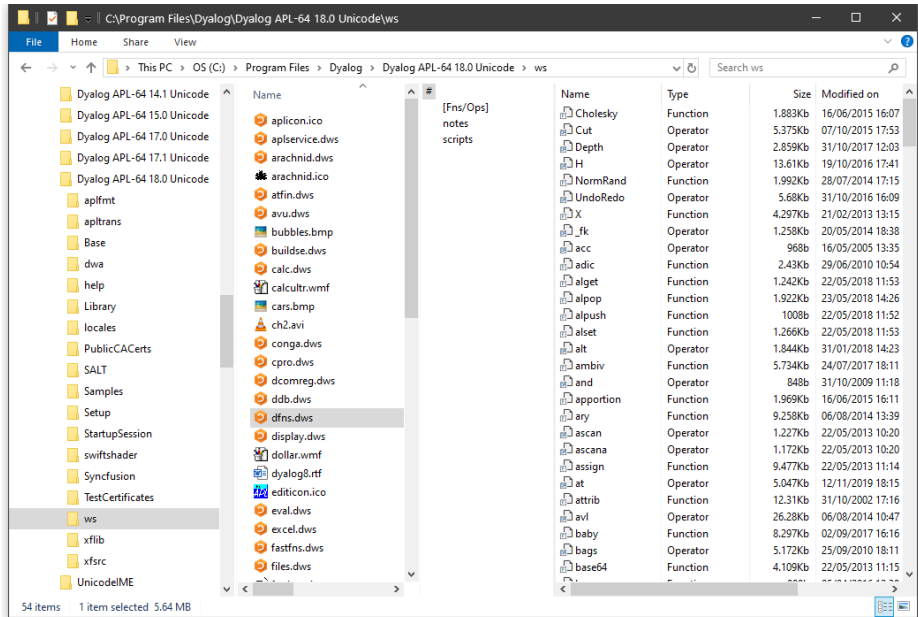 C:\Program Files\Dyalog\Dyalog APL-64 18.0 Unicode\ws
File Home Share View
This PC > OS (C:) > Program Files > Dyalog > Dyalog APL-64 18.0 Unicode > ws
Search ws
Dyalog APL-64 14.1 Unicode
Dyalog APL-64 15.0 Unicode
Dyalog APL-64 17.0 Unicode
Dyalog APL-64 17.1 Unicode
Dyalog APL-64 18.0 Unicode
aplfmt
apltrans
Base
dwa
help
Library
locales
PublicCACerts
SALT
Samples
Setup
StartupSession
swiftshader
Syncfusion
TestCertificates
ws
xflib
xfsrc
UnicodeIME
Name
aplicon.ico
aplservice.dws
arachnid.dws
arachnid.ico
atfin.dws
avu.dws
bubbles.bmp
buildse.dws
calc.dws
calcultr.wmf
cars.bmp
ch2.avi
conga.dws
cpro.dws
dcomreg.dws
ddb.dws
dfns.dws
display.dws
dollar.wmf
dyalog8.rtf
editicon.ico
eval.dws
excel.dws
fastfns.dws
files.dws
#
[Fns/Ops]
notes
scripts
Name Type Size Modified on
Cholesky Function 1.883Kb 16/06/2015 16:07
Cut Operator 5.375Kb 07/10/2015 17:53
Depth Operator 2.859Kb 31/10/2017 12:03
H Operator 13.61Kb 19/10/2016 17:41
NormRand Function 1.992Kb 28/07/2014 17:15
UndoRedo Operator 5.68Kb 31/10/2016 16:09
X Function 4.297Kb 21/02/2013 13:15
_fk Function 1.258Kb 20/05/2014 18:38
acc Operator 968b 16/05/2005 13:35
adic Function 2.43Kb 29/06/2010 10:54
alget Function 1.242Kb 22/05/2018 11:53
alpop Function 1.922Kb 23/05/2018 14:26
alpush Function 1008b 22/05/2018 11:52
alset Function 1.266Kb 22/05/2018 11:53
alt Operator 1.844Kb 31/01/2018 14:23
ambiv Function 5.734Kb 24/07/2017 18:11
and Operator 848b 31/10/2009 11:18
apportion Function 1.969Kb 16/06/2015 16:11
ary Function 9.258Kb 06/08/2014 13:39
ascan Operator 1.227Kb 22/05/2013 10:20
ascana Operator 1.172Kb 22/05/2013 10:20
assign Function 9.477Kb 22/05/2013 11:14
at Operator 5.047Kb 12/11/2019 18:15
attrib Function 12.31Kb 31/10/2002 17:16
avl Operator 26.28Kb 06/08/2014 10:47
baby Function 8.297Kb 02/09/2017 16:16
bags Operator 5.172Kb 25/09/2010 18:11
base64 Function 4.109Kb 22/05/2013 11:15
54 items 1 item selected 5.64 MB